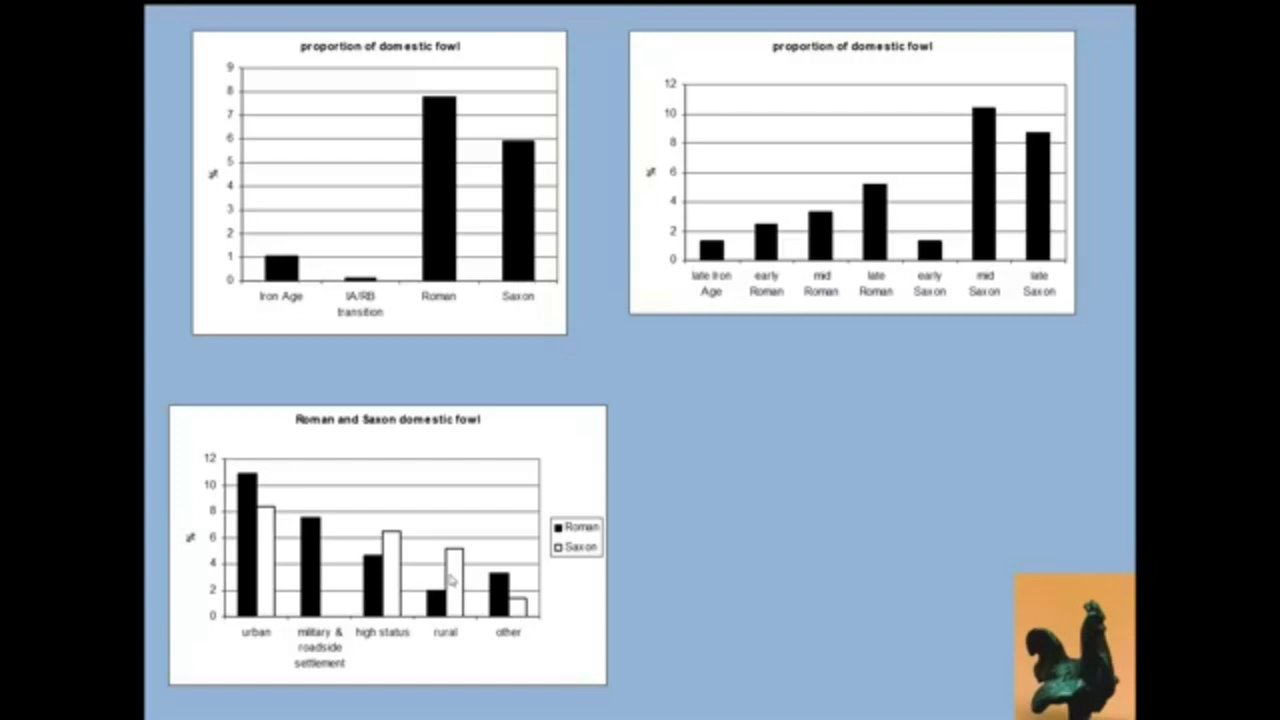 proportion of domestic fowl
9
8
7
6
5
4
3
2
1
0
%
Iron Age IA/RB Roman Saxon
transition
proportion of domestic fowl
12
10
8
6
4
2
0
%
late Iron early mid late early mid late
Age Roman Roman Roman Saxon Saxon Saxon
Roman and Saxon domestic fowl
12
10
8
6
4
2
0
%
urban military & high status rural other
roadside
settlement
Roman
Saxon